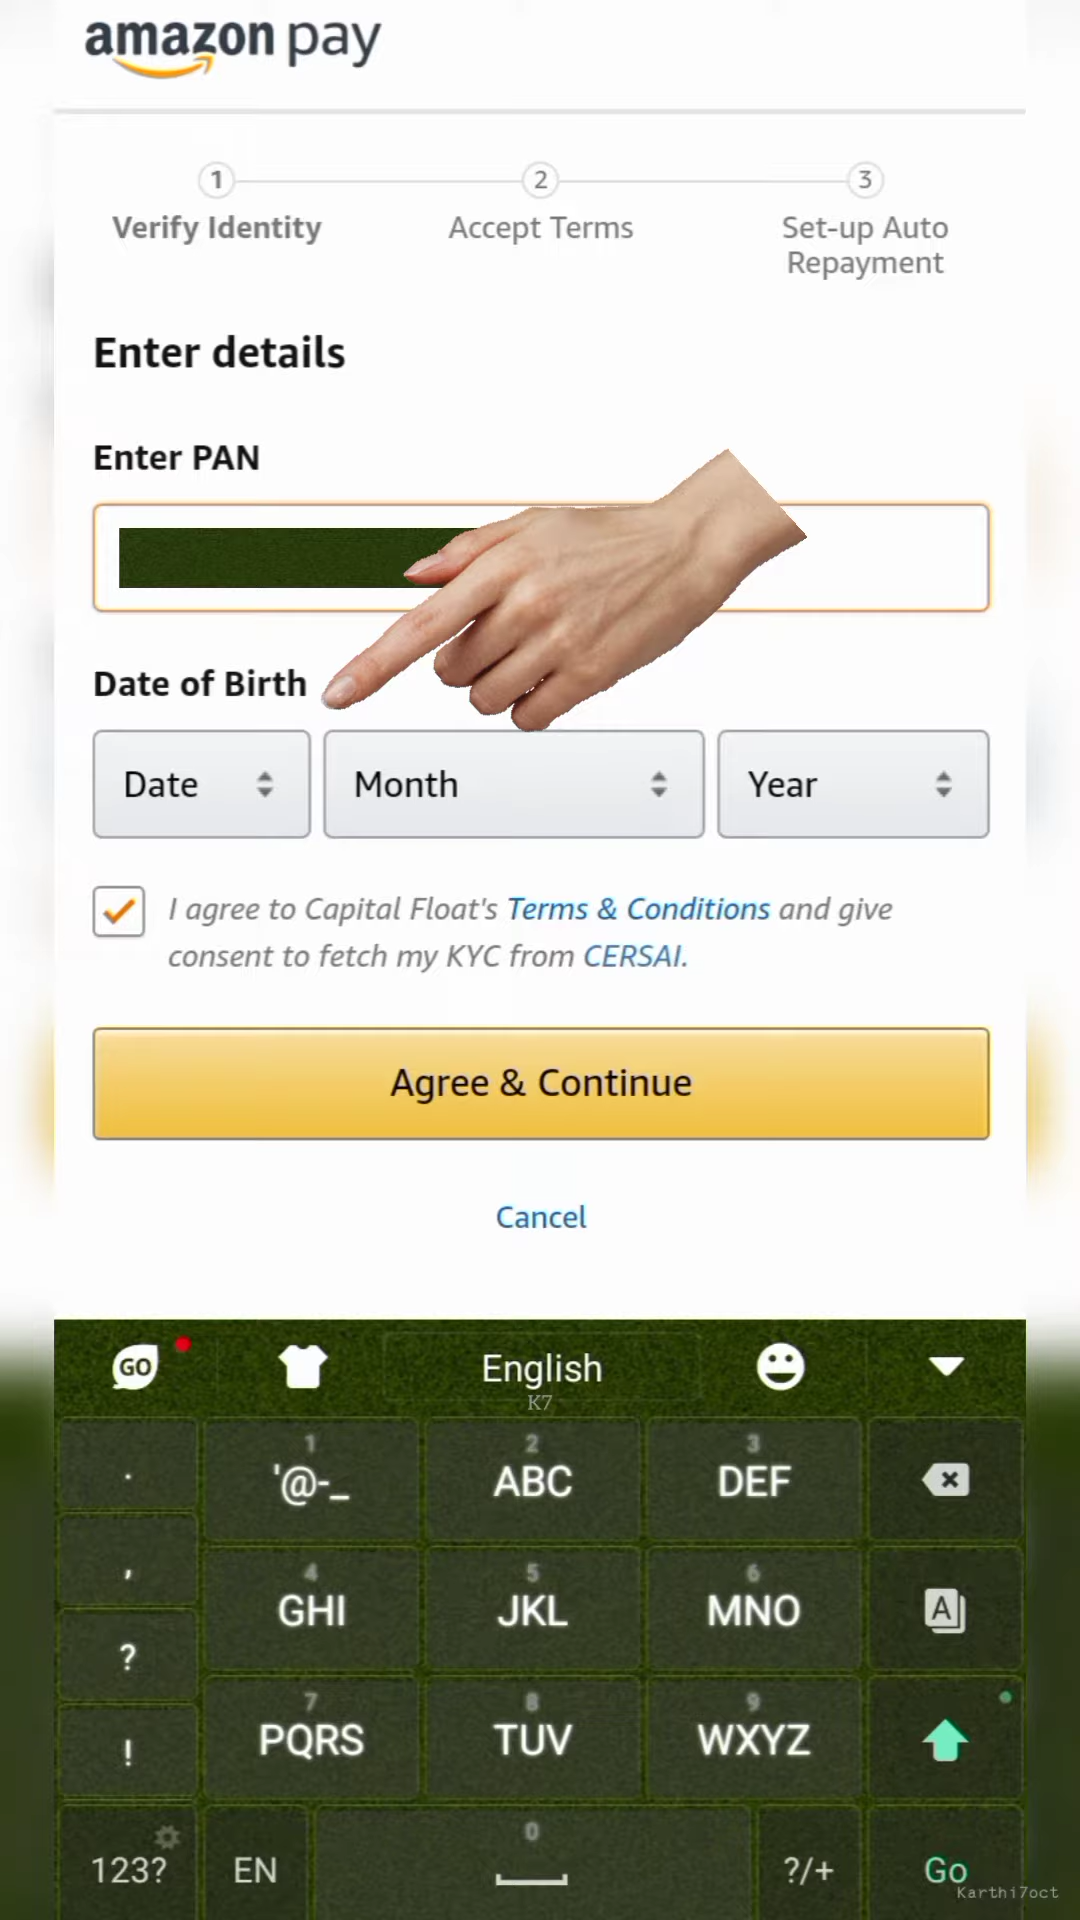 amazon pay
1
2
3
Verify Identity
Accept Terms
Set-up Auto
Repayment
Enter details
Enter PAN
Date of Birth
Date
Month
Year
I agree to Capital Float's Terms & Conditions and give
consent to fetch my KYC from CERSAI.
Agree & Continue
Cancel
GO
English
K7
.
1
'@-_
2
ABC
3
DEF
,
4
GHI
5
JKL
6
MNO
A
?
7
PQRS
8
TUV
9
WXYZ
!
123?
EN
0
?/+
Go
Karthi7oct